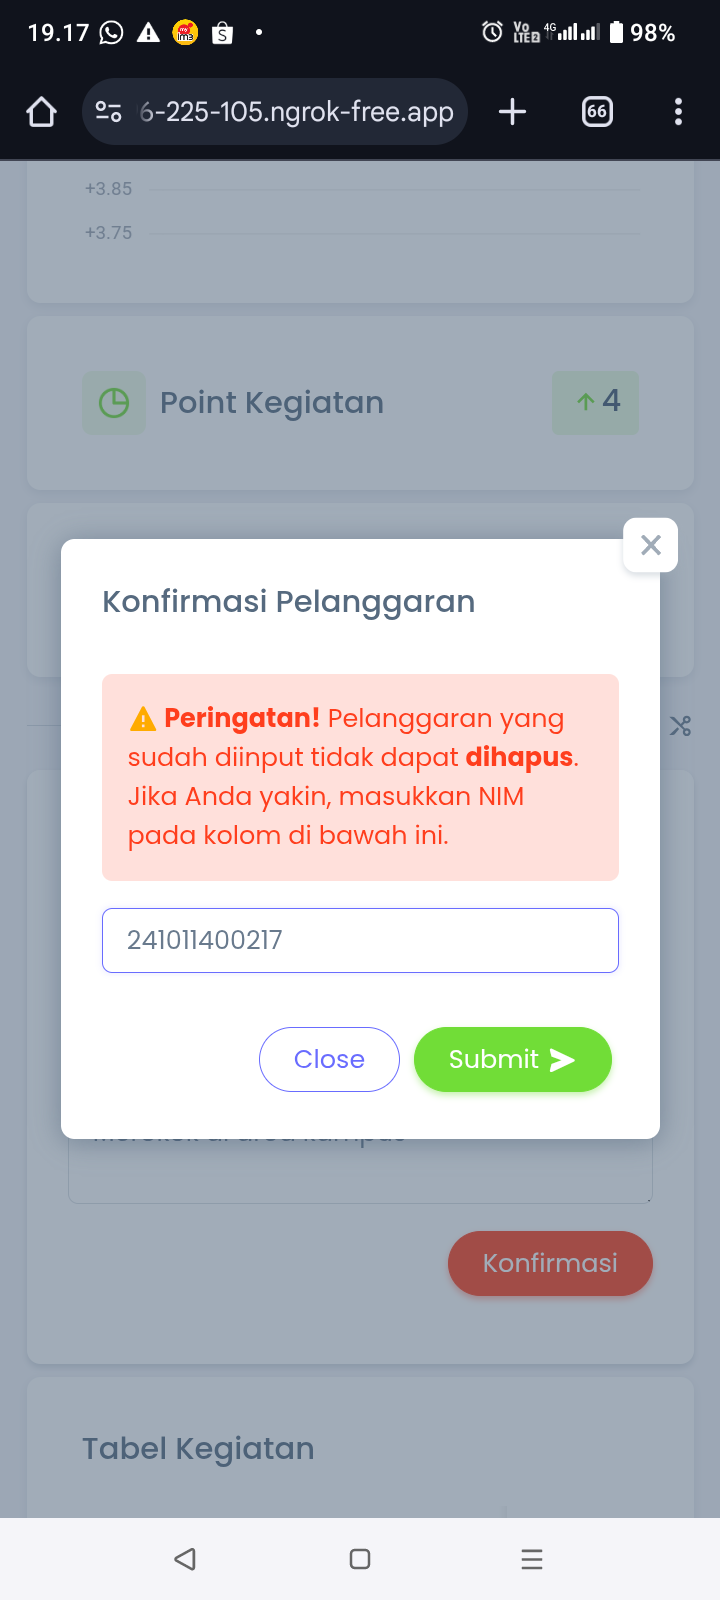 19.17
4G
98%
6-225-105.ngrok-free.app
66
+3.85
+3.75
Point Kegiatan
4
Konfirmasi Pelanggaran
Peringatan! Pelanggaran yang
sudah diinput tidak dapat dihapus.
Jika Anda yakin, masukkan NIM
pada kolom di bawah ini.
241011400217
Close
Submit
Konfirmasi
Tabel Kegiatan